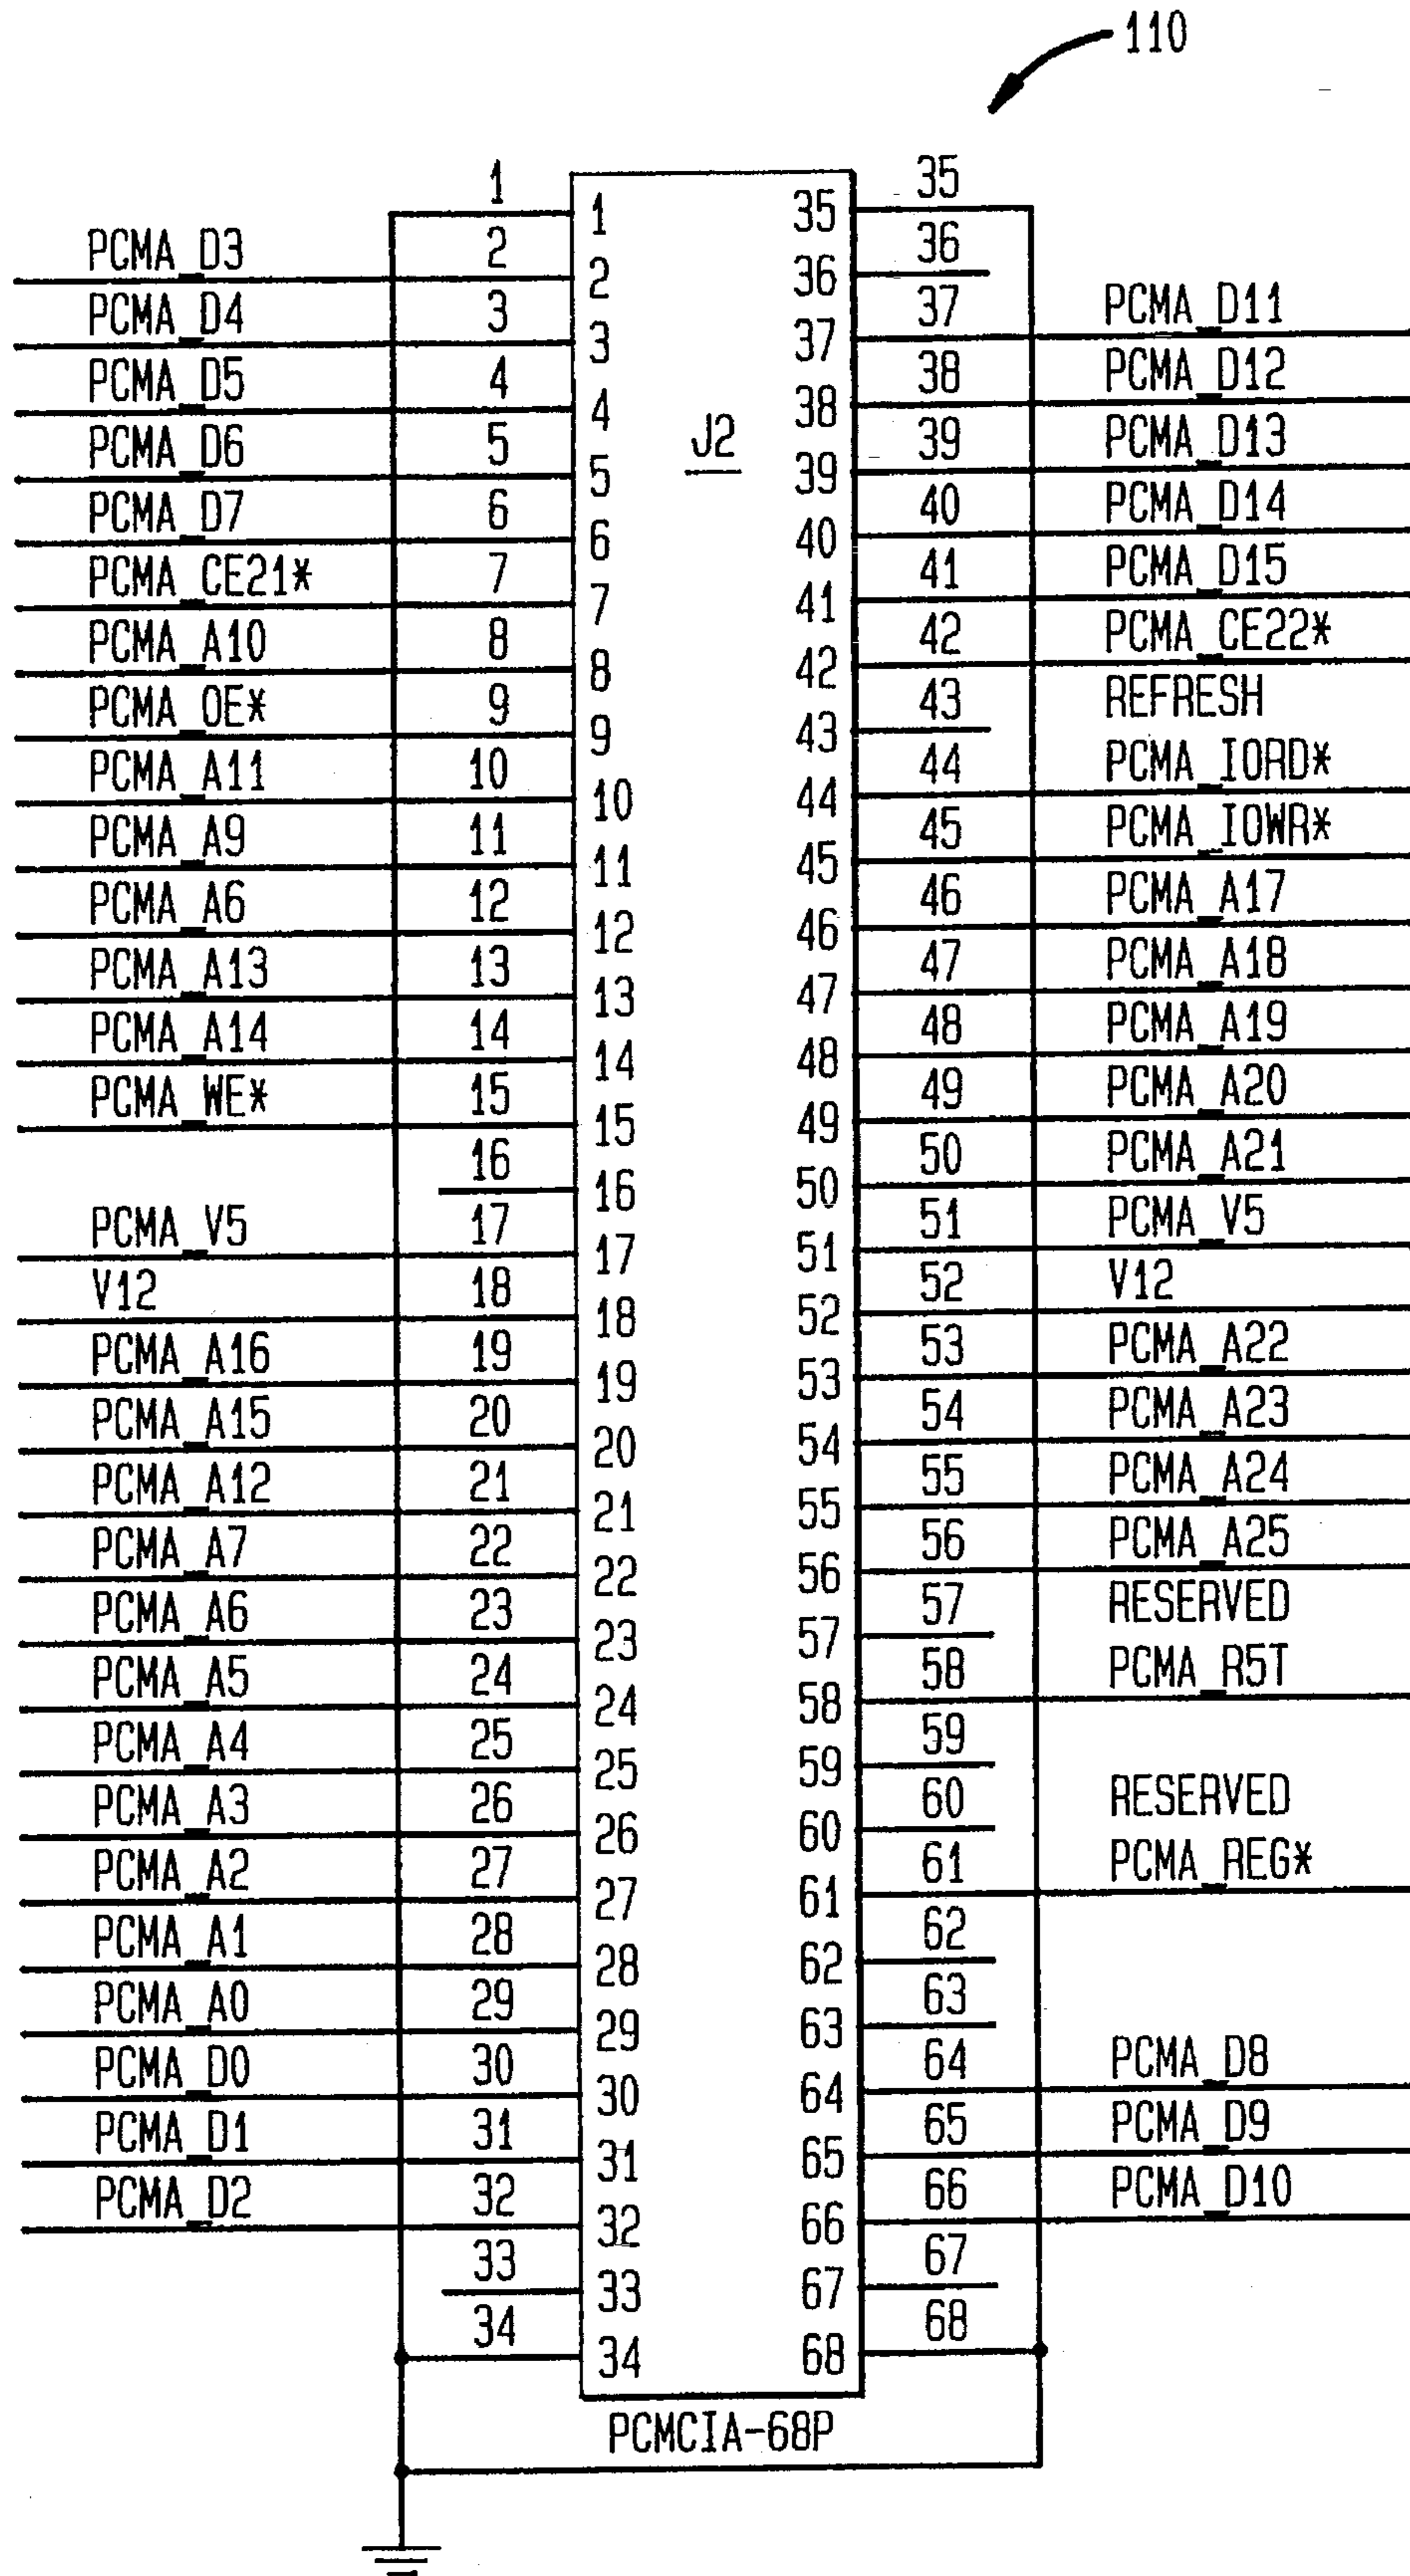 110
1 1
PCMA_D3 2 2
PCMA_D4 3 3
PCMA_D5 4 4
PCMA_D6 5 5
PCMA_D7 6 6
PCMA_CE21* 7 7
PCMA_A10 8 8
PCMA_OE* 9 9
PCMA_A11 10 10
PCMA_A9 11 11
PCMA_A6 12 12
PCMA_A13 13 13
PCMA_A14 14 14
PCMA_WE* 15 15
16 16
PCMA_V5 17 17
V12 18 18
PCMA_A16 19 19
PCMA_A15 20 20
PCMA_A12 21 21
PCMA_A7 22 22
PCMA_A6 23 23
PCMA_A5 24 24
PCMA_A4 25 25
PCMA_A3 26 26
PCMA_A2 27 27
PCMA_A1 28 28
PCMA_A0 29 29
PCMA_D0 30 30
PCMA_D1 31 31
PCMA_D2 32 32
33 33
34 34
J2
35 35
36 36
37 37 PCMA_D11
38 38 PCMA_D12
39 39 PCMA_D13
40 40 PCMA_D14
41 41 PCMA_D15
42 42 PCMA_CE22*
43 43 REFRESH
44 44 PCMA_IORD*
45 45 PCMA_IOWR*
46 46 PCMA_A17
47 47 PCMA_A18
48 48 PCMA_A19
49 49 PCMA_A20
50 50 PCMA_A21
51 51 PCMA_V5
52 52 V12
53 53 PCMA_A22
54 54 PCMA_A23
55 55 PCMA_A24
56 56 PCMA_A25
57 57 RESERVED
58 58 PCMA_R5T
59 59
60 60 RESERVED
61 61 PCMA_REG*
62 62
63 63
64 64 PCMA_D8
65 65 PCMA_D9
66 66 PCMA_D10
67 67
68 68
PCMCIA-68P